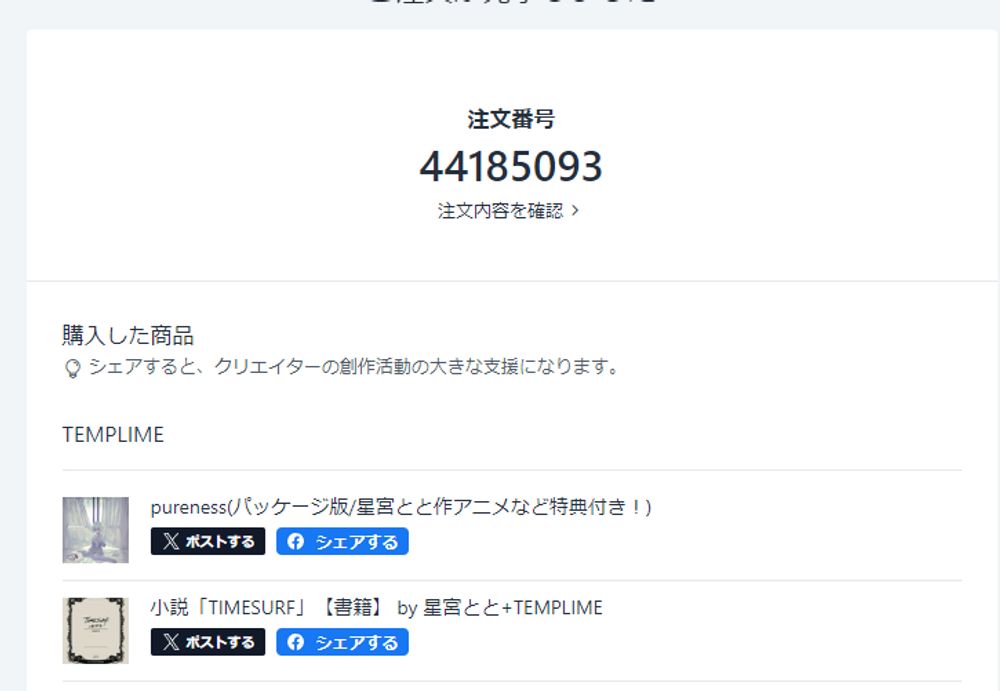 注文番号
44185093
注文内容を確認 >
購入した商品
シェアすると、クリエイターの創作活動の大きな支援になります。
TEMPLIME
pureness(パッケージ版/星宮とと作アニメなど特典付き！)
ポストする シェアする
小説「TIMESURF」【書籍】 by 星宮とと+TEMPLIME
ポストする シェアする